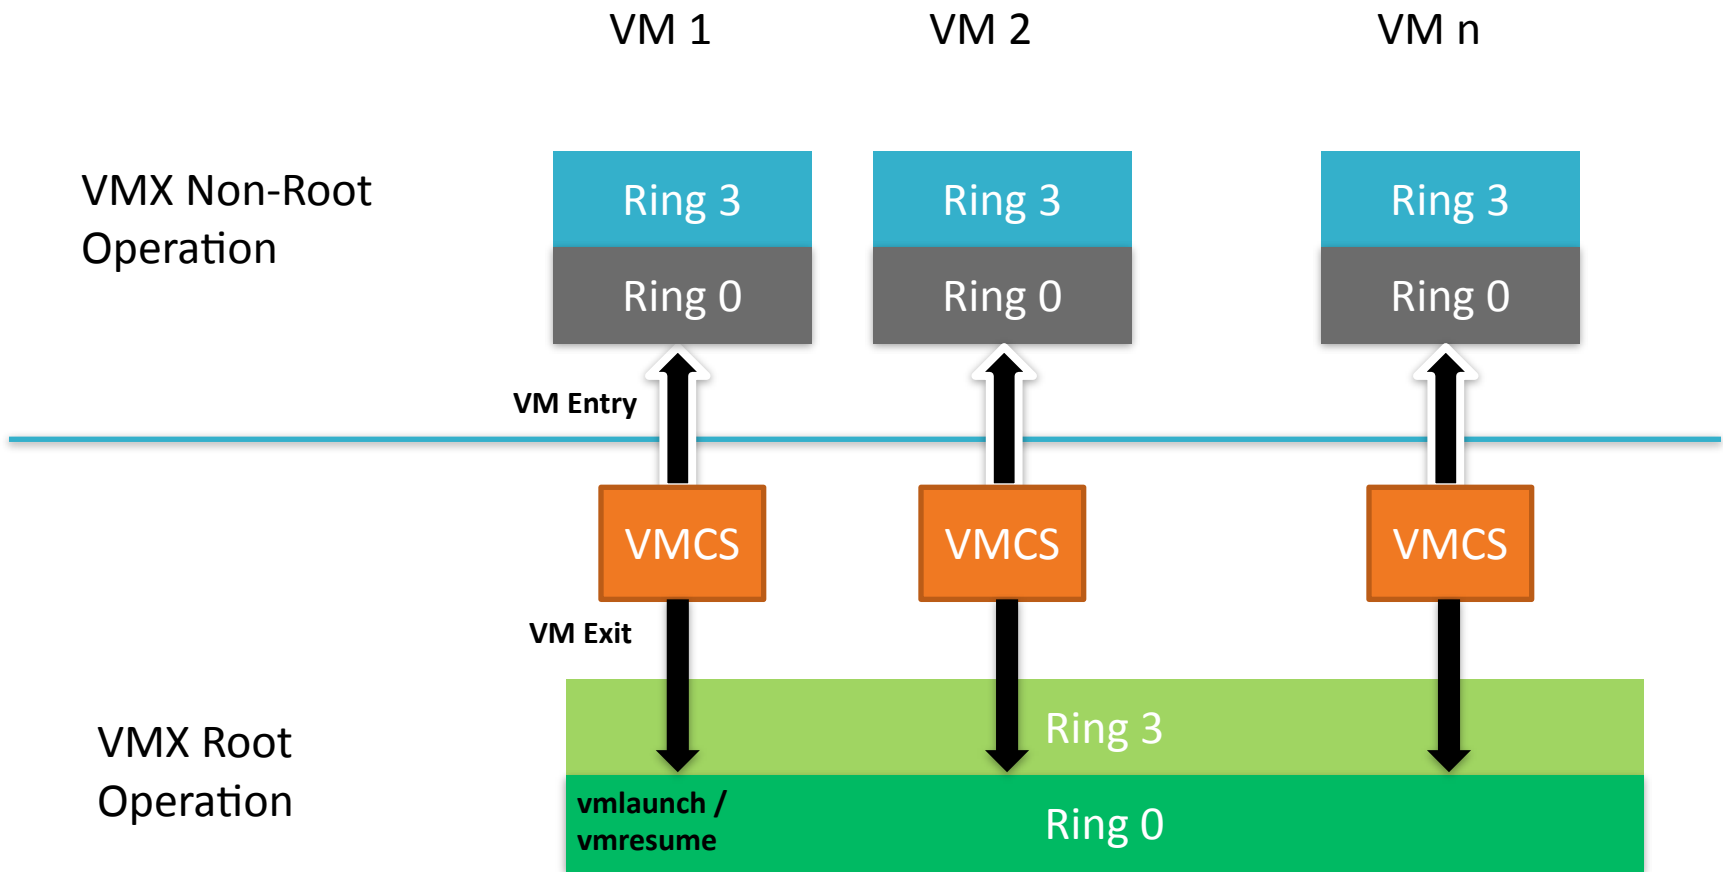 VM 1
VM 2
VM n
VMX Non-Root
Operation
Ring 3
Ring 3
Ring 3
Ring 0
Ring 0
Ring 0
VM Entry
VMCS
VMCS
VMCS
VM Exit
VMX Root
Operation
Ring 3
vmlaunch /
vmresume
Ring 0